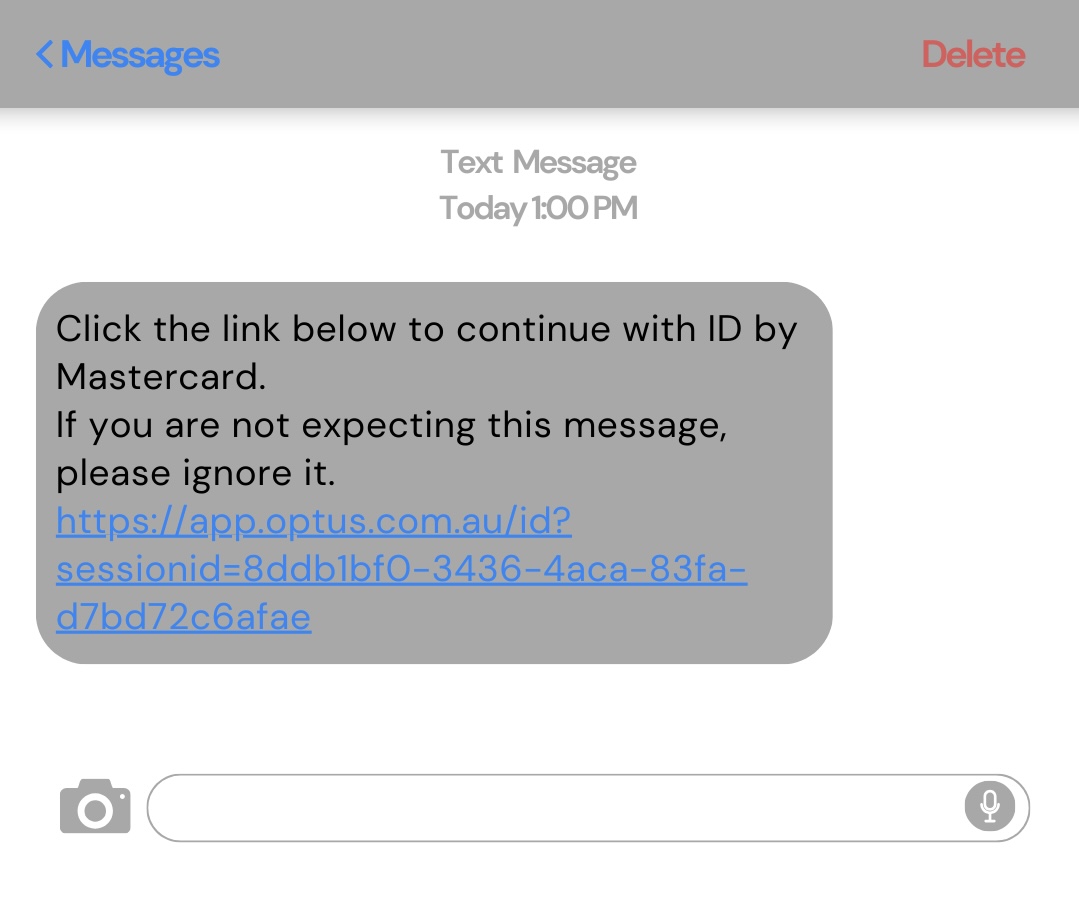 Messages
Delete
Text Message
Today 1:00 PM
Click the link below to continue with ID by
Mastercard.
If you are not expecting this message,
please ignore it.
https://app.optus.com.au/id?
sessionid=8ddb1bf0-3436-4aca-83fa-
d7bd72c6afae